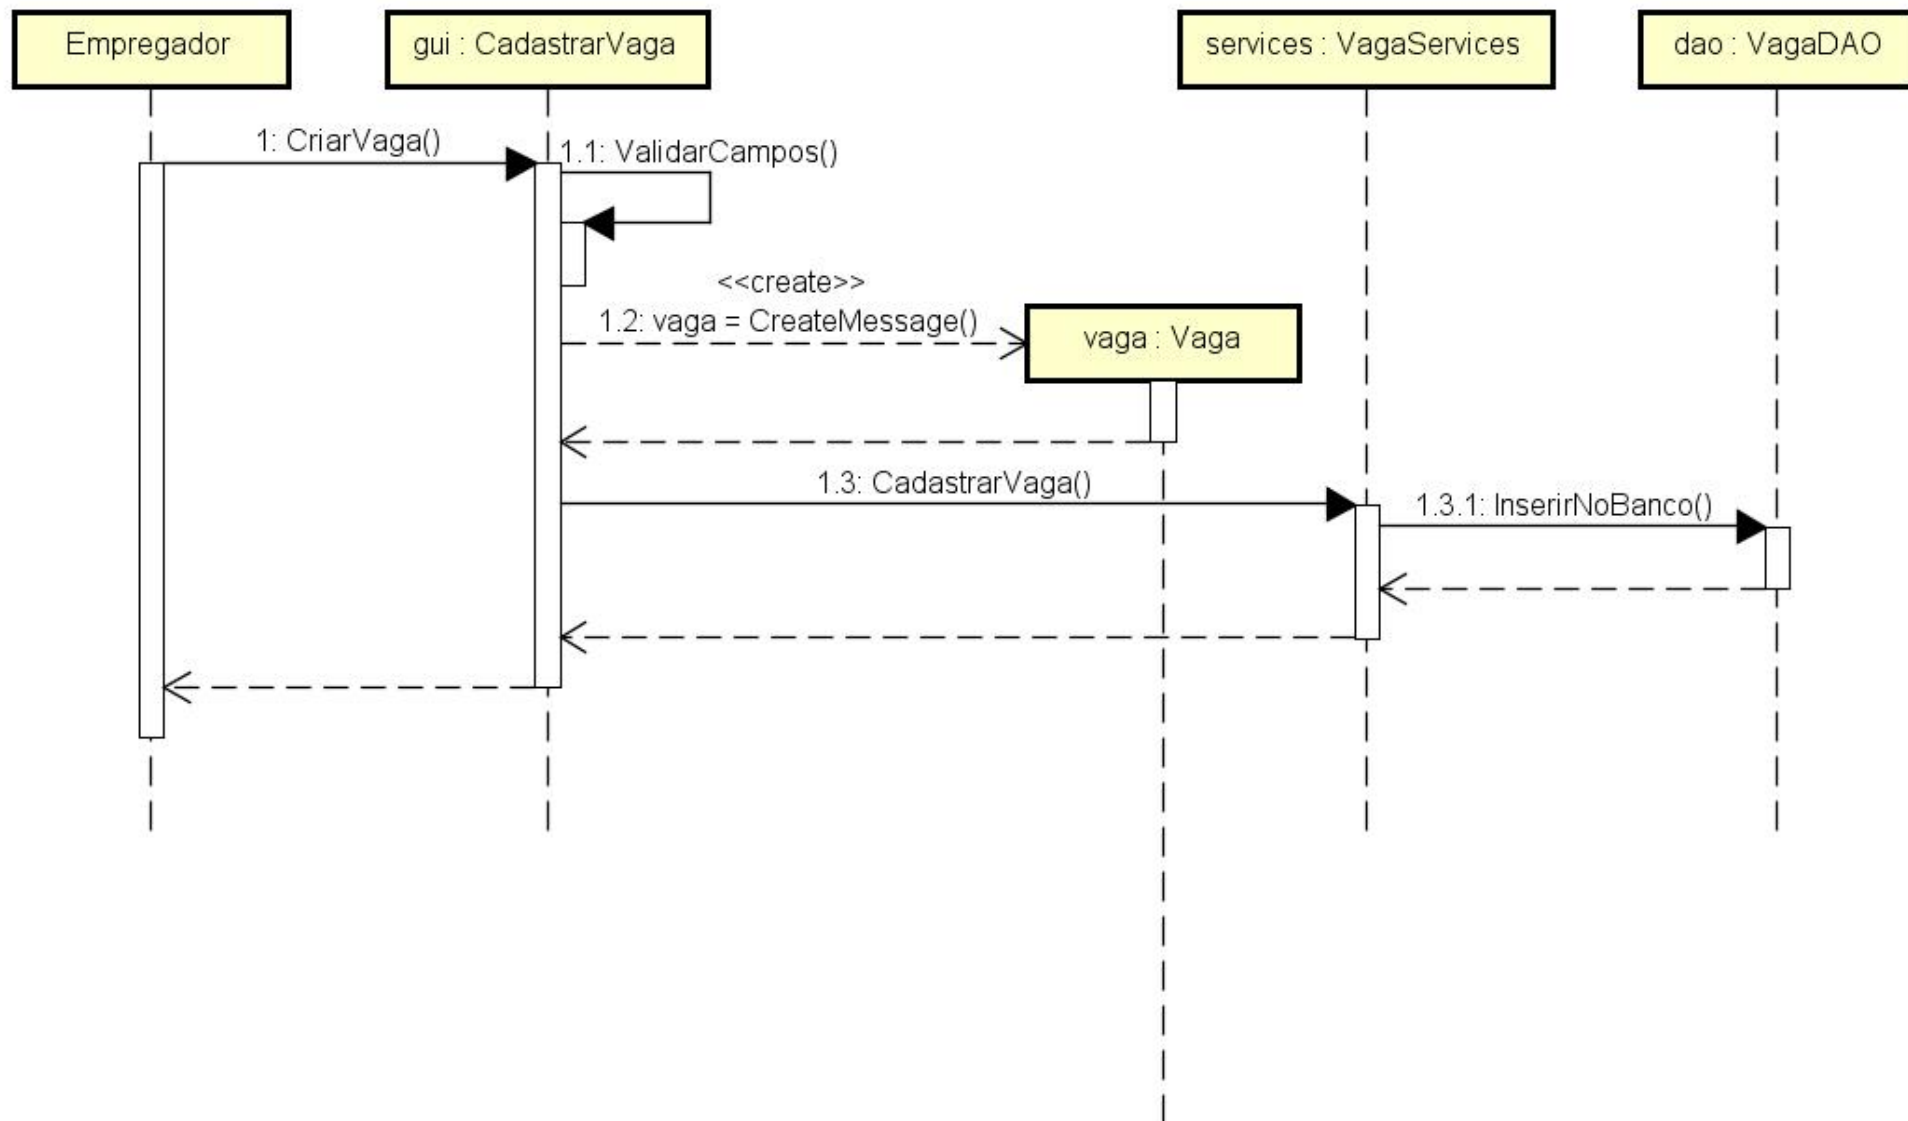 Empregador
gui : CadastrarVaga
services : VagaServices
dao : VagaDAO
1: CriarVaga()
1.1: ValidarCampos()
<<create>>
1.2: vaga = CreateMessage()
vaga : Vaga
1.3: CadastrarVaga()
1.3.1: InserirNoBanco()